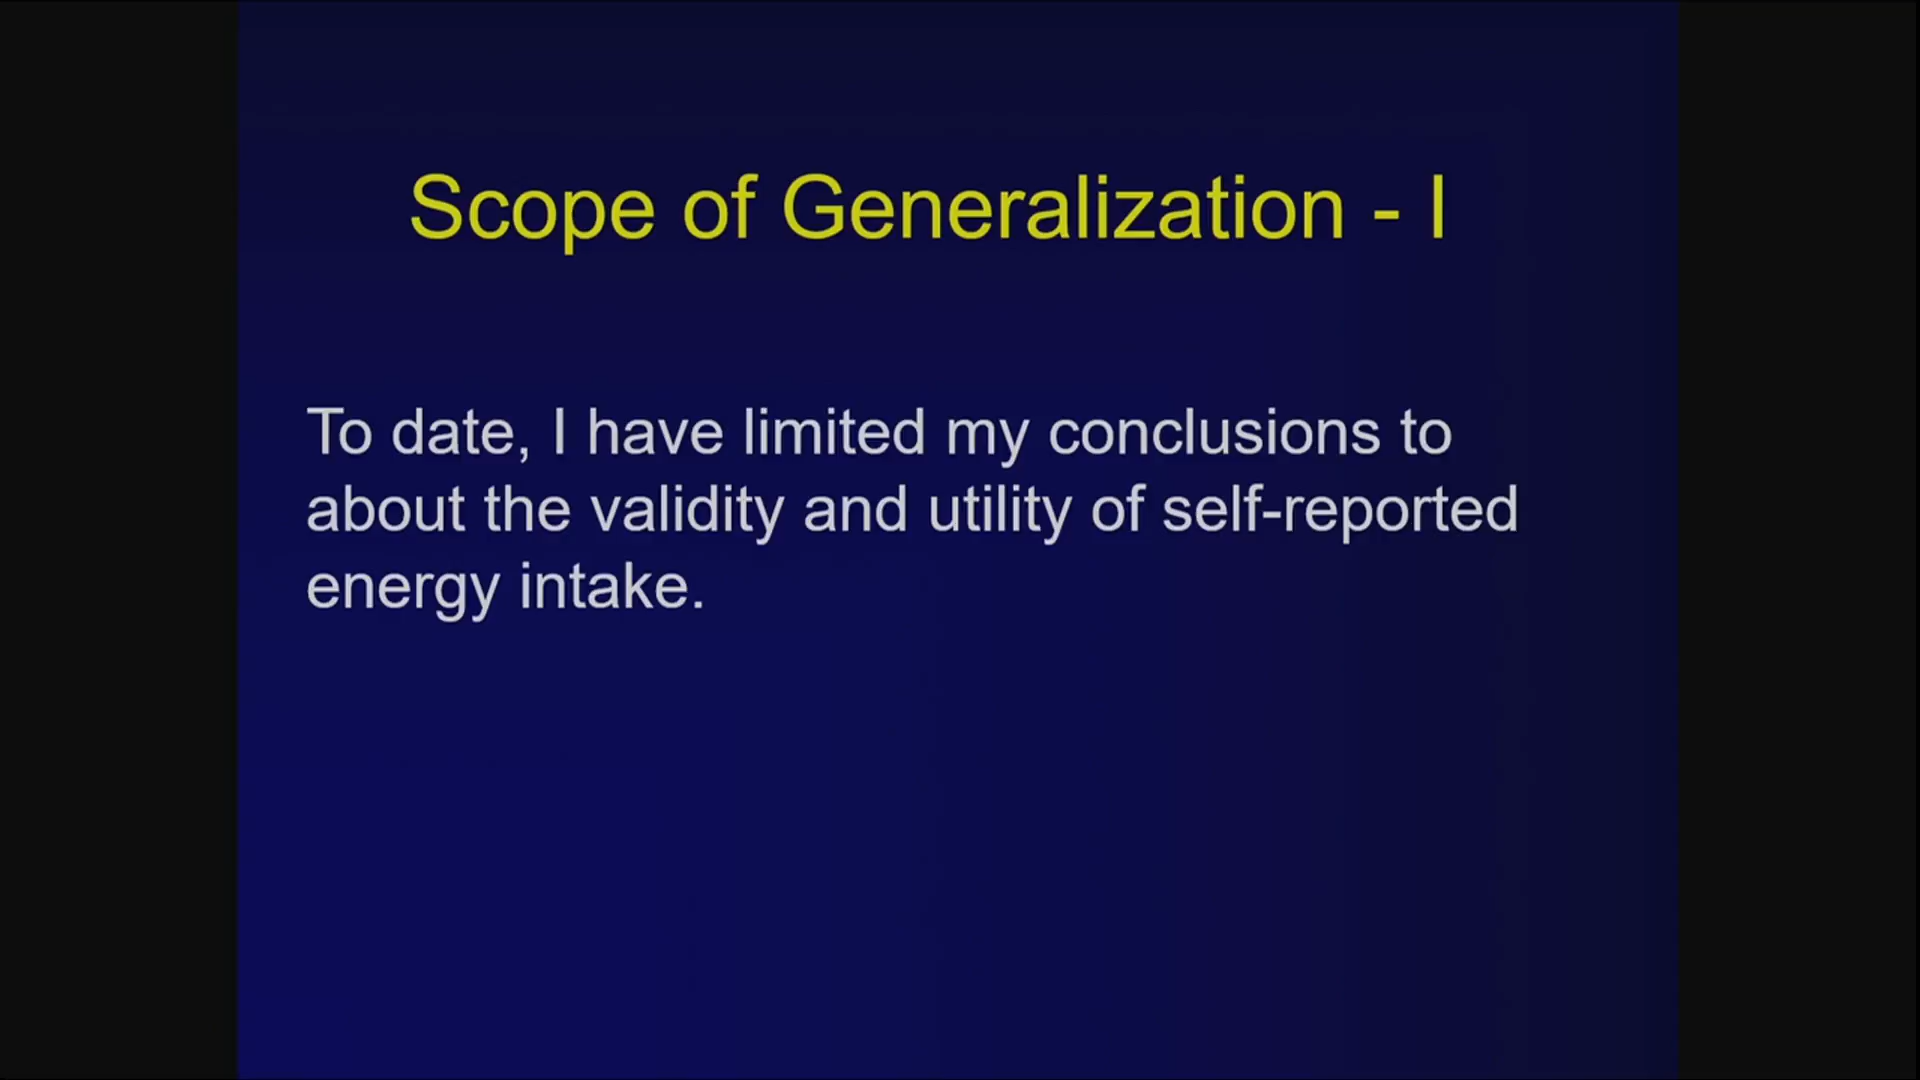 Scope of Generalization - I
To date, I have limited my conclusions to
about the validity and utility of self-reported
energy intake.